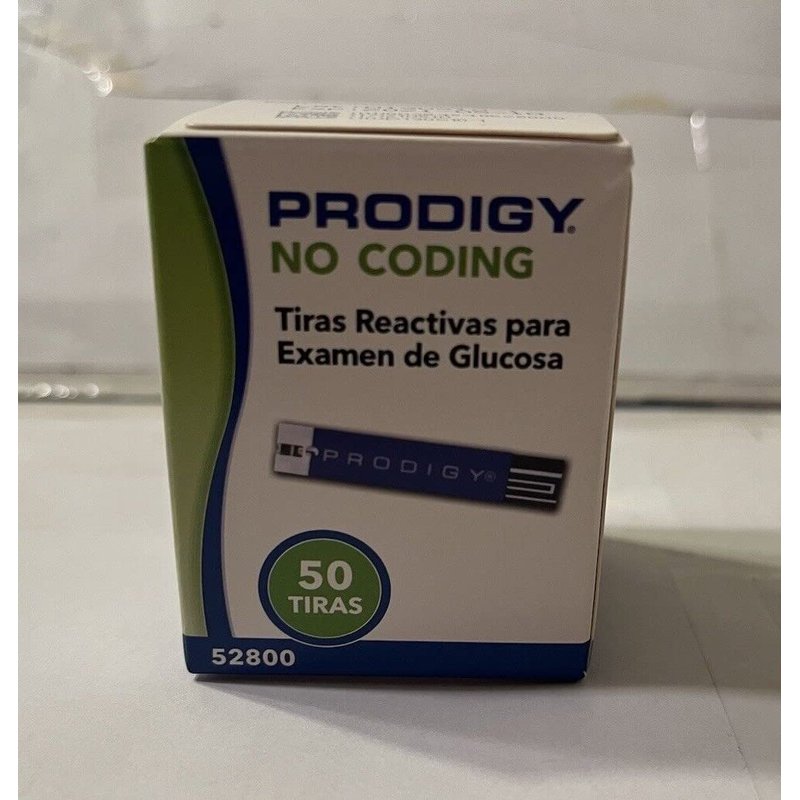 PRODIGY®
NO CODING
Tiras Reactivas para
Examen de Glucosa
PRODIGY®
50
TIRAS
52800